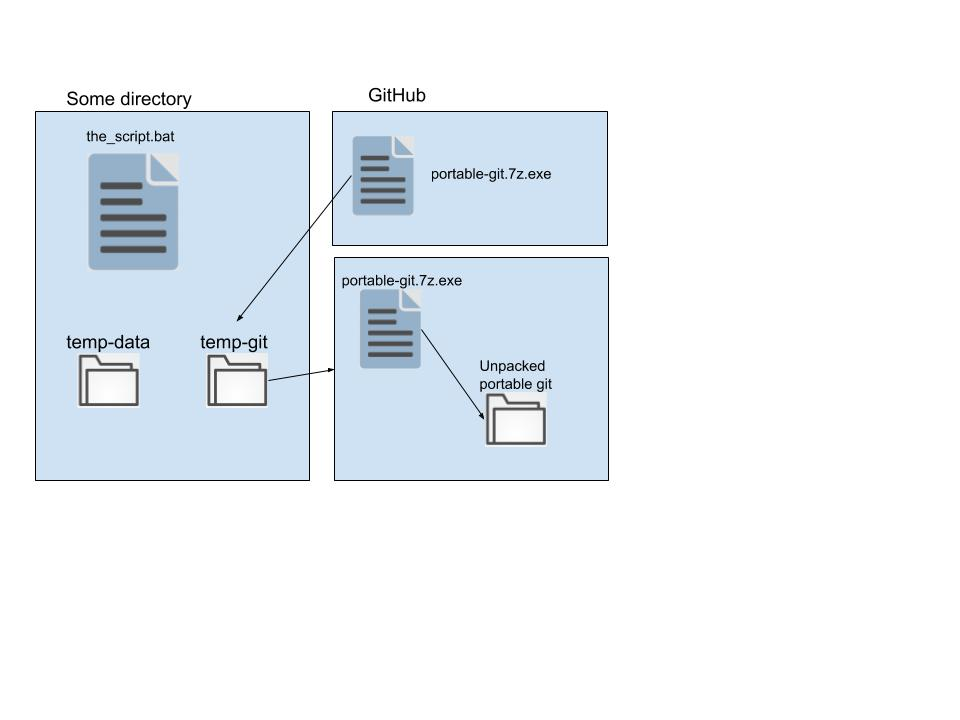 Some directory
GitHub
the_script.bat
portable-git.7z.exe
portable-git.7z.exe
temp-data
temp-git
Unpacked
portable git